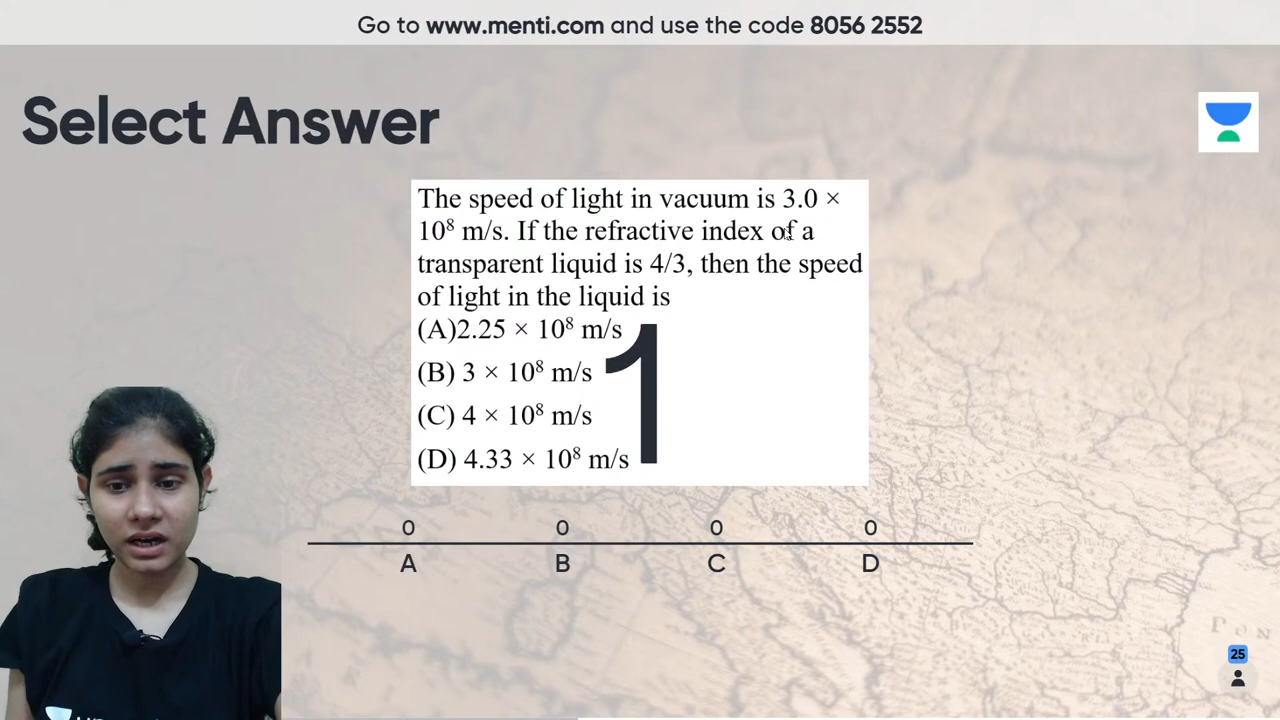 Go to www.menti.com and use the code 8056 2552
Select Answer
The speed of light in vacuum is 3.0 ×
10⁸ m/s. If the refractive index of a
transparent liquid is 4/3, then the speed
of light in the liquid is
(A)2.25 × 10⁸ m/s
(B) 3 × 10⁸ m/s
(C) 4 × 10⁸ m/s
(D) 4.33 × 10⁸ m/s
1
0 0 0 0
A B C D
25